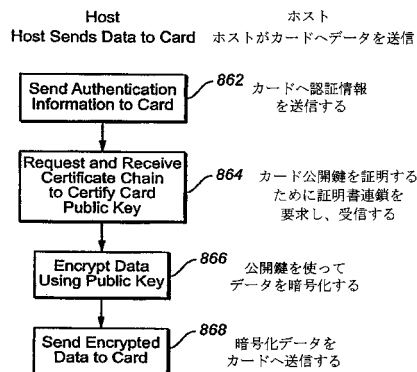 Host
ホスト
Host Sends Data to Card
ホストがカードへデータを送信
Send Authentication
Information to Card
862
カードへ認証情報
を送信する
Request and Receive
Certificate Chain
to Certify Card
Public Key
864
カード公開鍵を証明する
ために証明書連鎖を
要求し、受信する
Encrypt Data
Using Public Key
866
公開鍵を使って
データを暗号化する
Send Encrypted
Data to Card
868
暗号化データを
カードへ送信する